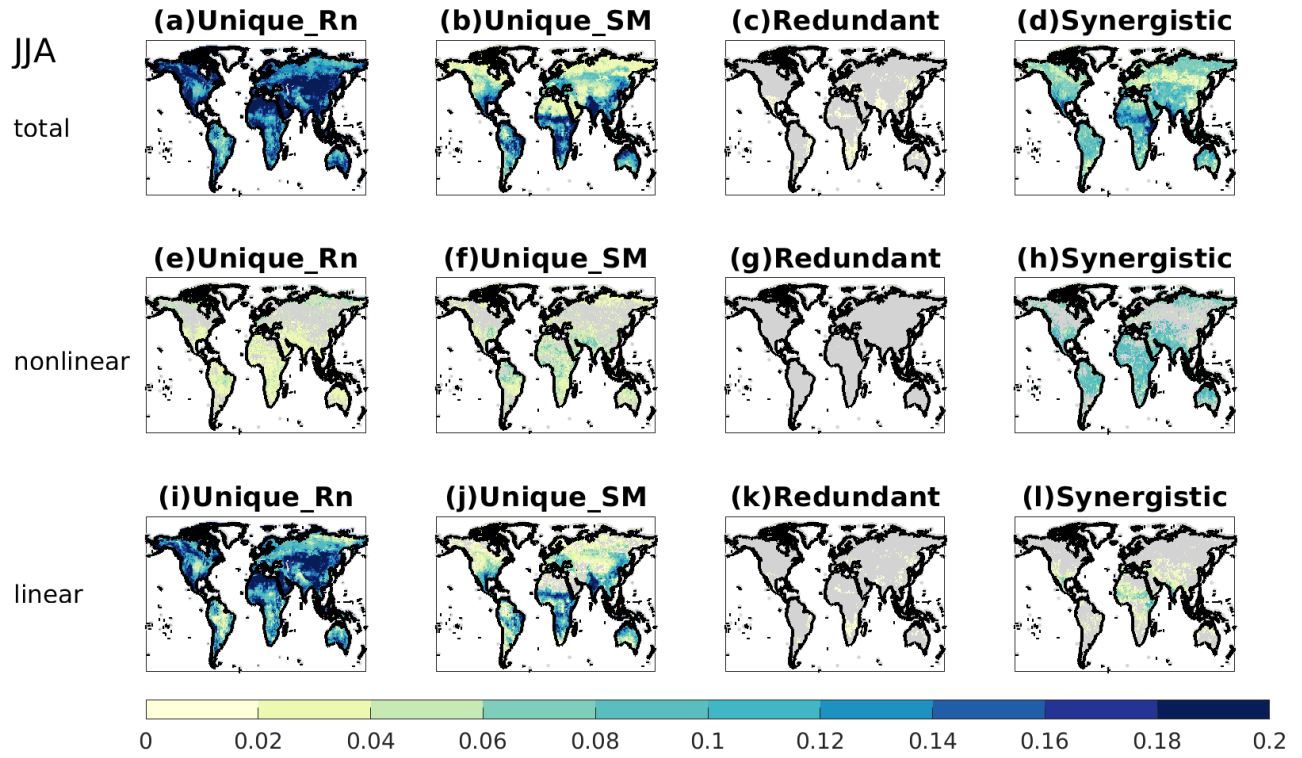 JJA
(a)Unique_Rn (b)Unique_SM (c)Redundant (d)Synergistic
total
(e)Unique_Rn (f)Unique_SM (g)Redundant (h)Synergistic
nonlinear
(i)Unique_Rn (j)Unique_SM (k)Redundant (l)Synergistic
linear
0 0.02 0.04 0.06 0.08 0.1 0.12 0.14 0.16 0.18 0.2